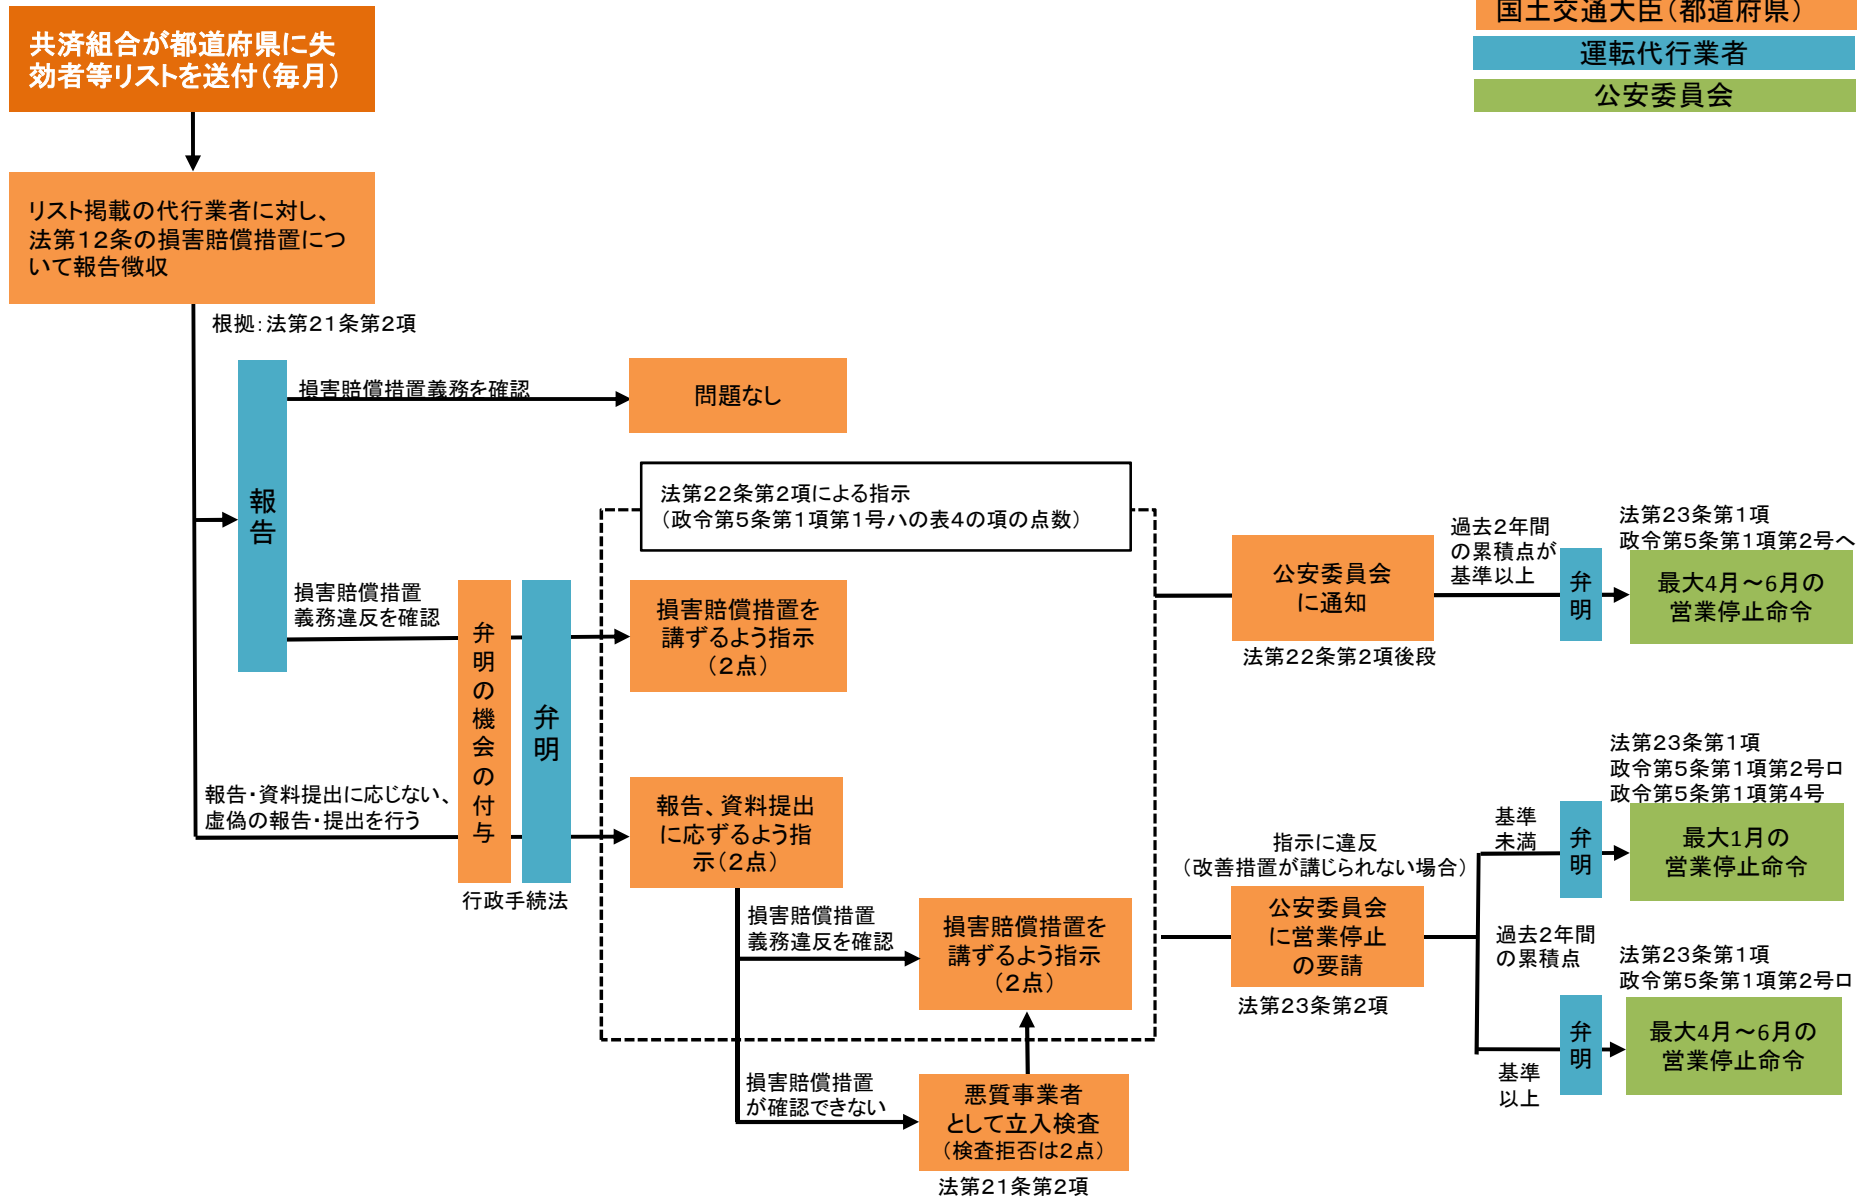 国土交通大臣（都道府県）
運転代行業者
公安委員会
共済組合が都道府県に失
効者等リストを送付（毎月）
リスト掲載の代行業者に対し、
法第１２条の損害賠償措置につ
いて報告徴収
根拠：法第２１条第２項
報告
損害賠償措置義務を確認
問題なし
法第２２条第２項による指示
（政令第５条第１項第１号ハの表４の項の点数）
損害賠償措置
義務違反を確認
弁明の機会の付与
弁明
行政手続法
損害賠償措置を
講ずるよう指示
（２点）
報告・資料提出に応じない、
虚偽の報告・提出を行う
報告、資料提出
に応ずるよう指
示（２点）
損害賠償措置
義務違反を確認
損害賠償措置を
講ずるよう指示
（２点）
損害賠償措置
が確認できない
悪質事業者
として立入検査
（検査拒否は２点）
法第２１条第２項
公安委員会
に通知
法第２２条第２項後段
過去２年間
の累積点が
基準以上
弁明
法第２３条第１項
政令第５条第１項第２号ヘ
最大4月～6月の
営業停止命令
指示に違反
（改善措置が講じられない場合）
公安委員会
に営業停止
の要請
法第２３条第２項
過去２年間
の累積点
基準
未満
弁明
法第２３条第１項
政令第５条第１項第２号ロ
政令第５条第１項第４号
最大1月の
営業停止命令
基準
以上
弁明
法第２３条第１項
政令第５条第１項第２号ロ
最大4月～6月の
営業停止命令